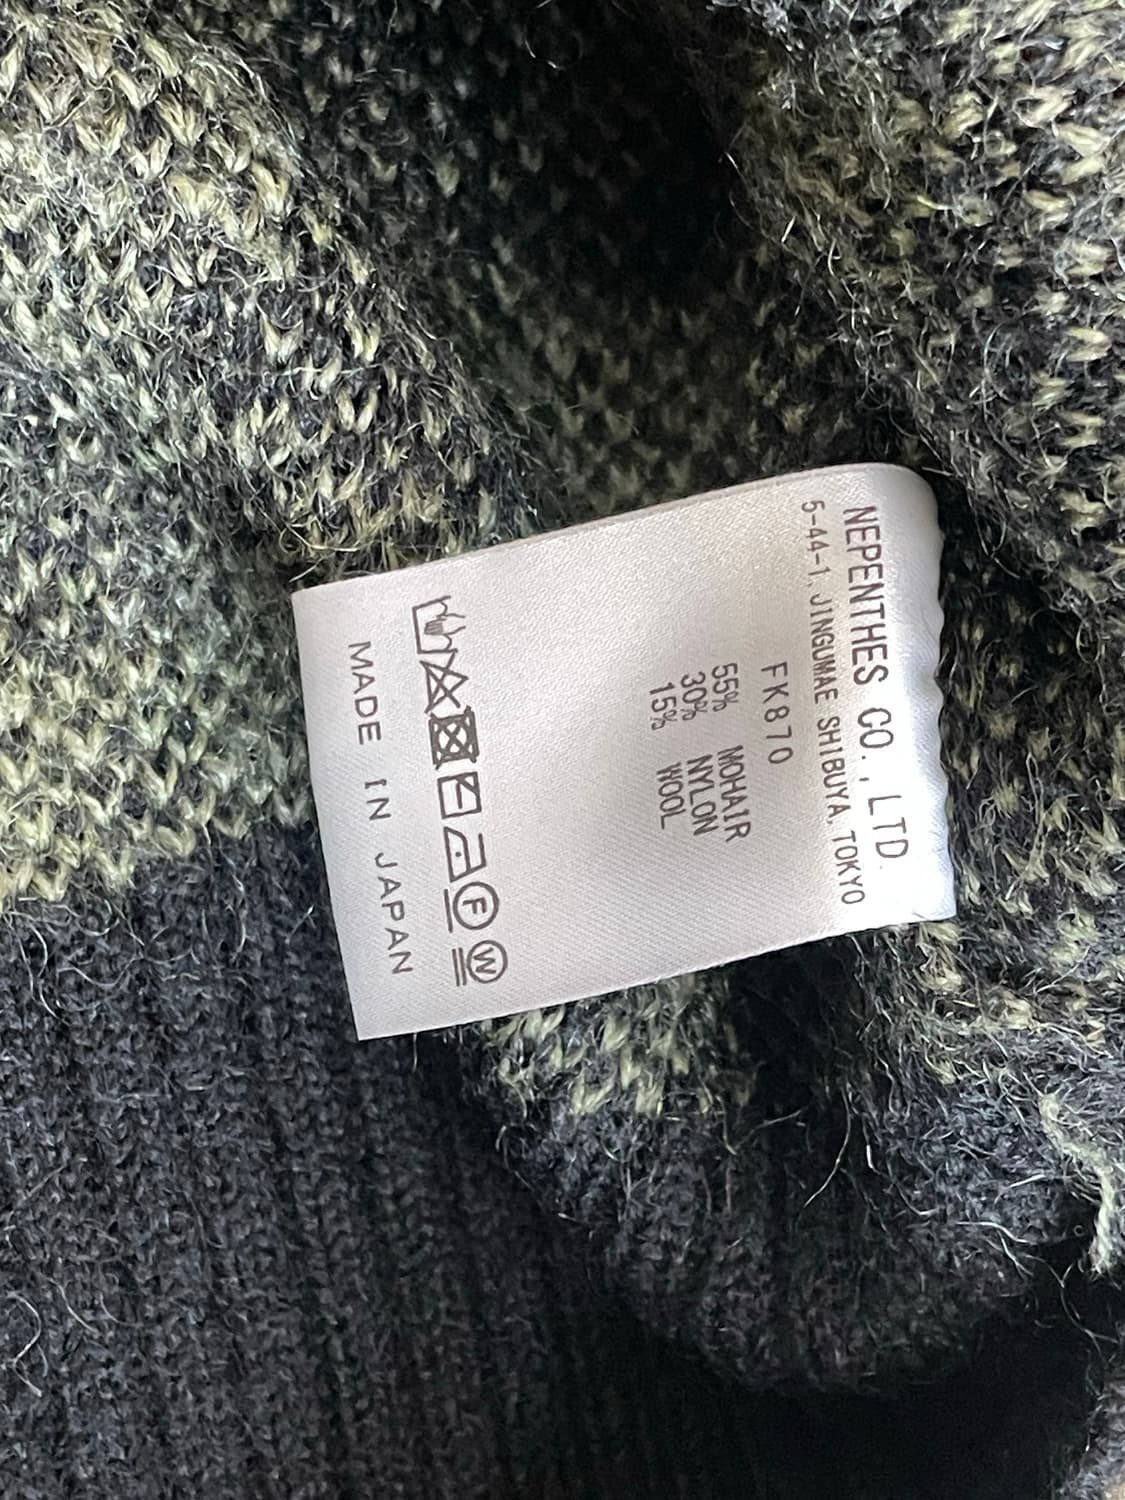 NEPENTHES CO., LTD.
5-44-1, JINGUMAE SHIBUYA, TOKYO
FK870
55% MOHAIR
30% NYLON
15% WOOL
F
W
MADE IN JAPAN